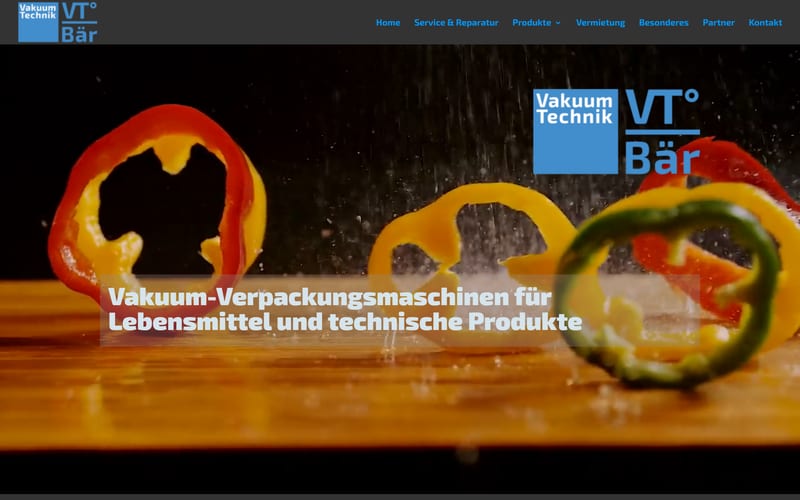 Vakuum
Technik
VT°
Bär
Home Service & Reparatur Produkte Vermietung Besonderes Partner Kontakt
Vakuum
Technik
VT°
Bär
Vakuum-Verpackungsmaschinen für
Lebensmittel und technische Produkte